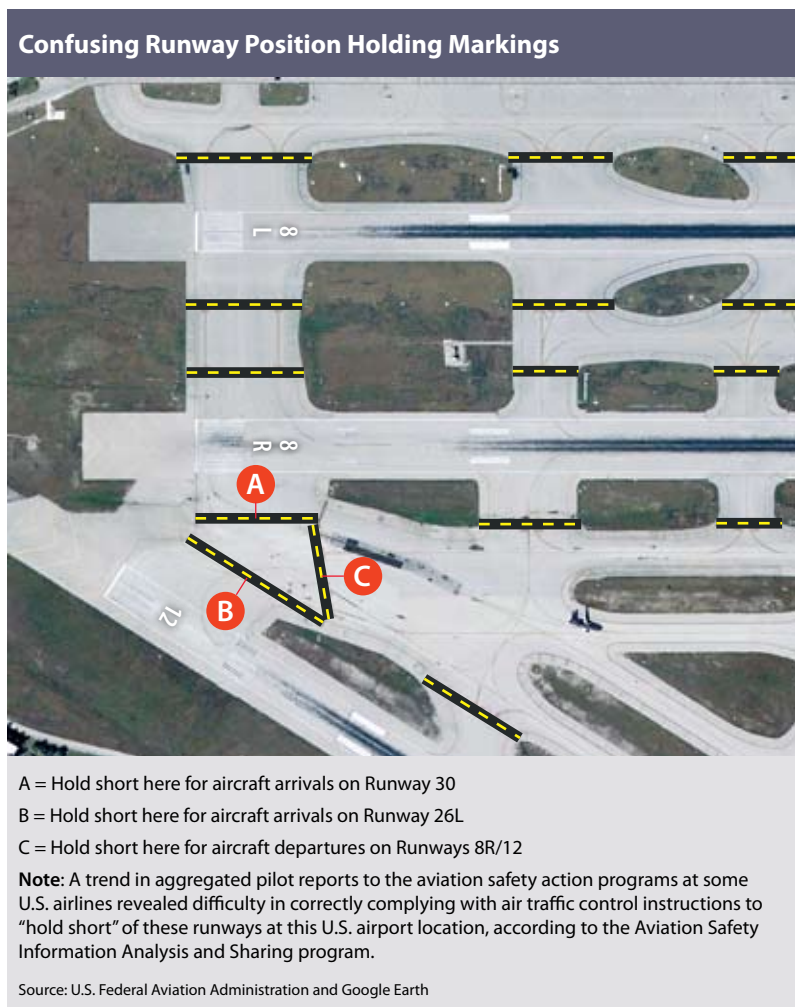 Confusing Runway Position Holding Markings
8
L
8
R
A
C
B
12
A = Hold short here for aircraft arrivals on Runway 30
B = Hold short here for aircraft arrivals on Runway 26L
C = Hold short here for aircraft departures on Runways 8R/12
Note: A trend in aggregated pilot reports to the aviation safety action programs at some
U.S. airlines revealed difficulty in correctly complying with air traffic control instructions to
“hold short” of these runways at this U.S. airport location, according to the Aviation Safety
Information Analysis and Sharing program.
Source: U.S. Federal Aviation Administration and Google Earth